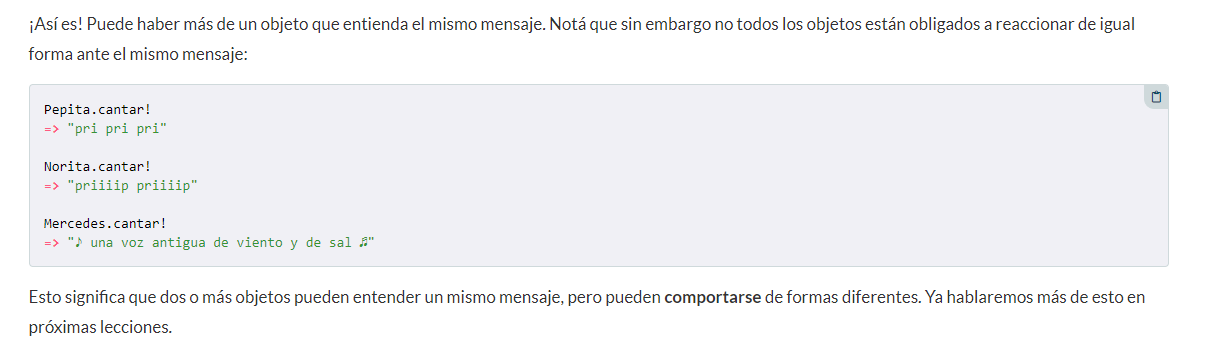 ¡Así es! Puede haber más de un objeto que entienda el mismo mensaje. Notá que sin embargo no todos los objetos están obligados a reaccionar de igual
forma ante el mismo mensaje:
Pepita.cantar!
=> "pri pri pri"
Norita.cantar!
=> "priiiip priiiip"
Mercedes.cantar!
=> "♪ una voz antigua de viento y de sal ♬"
Esto significa que dos o más objetos pueden entender un mismo mensaje, pero pueden comportarse de formas diferentes. Ya hablaremos más de esto en
próximas lecciones.